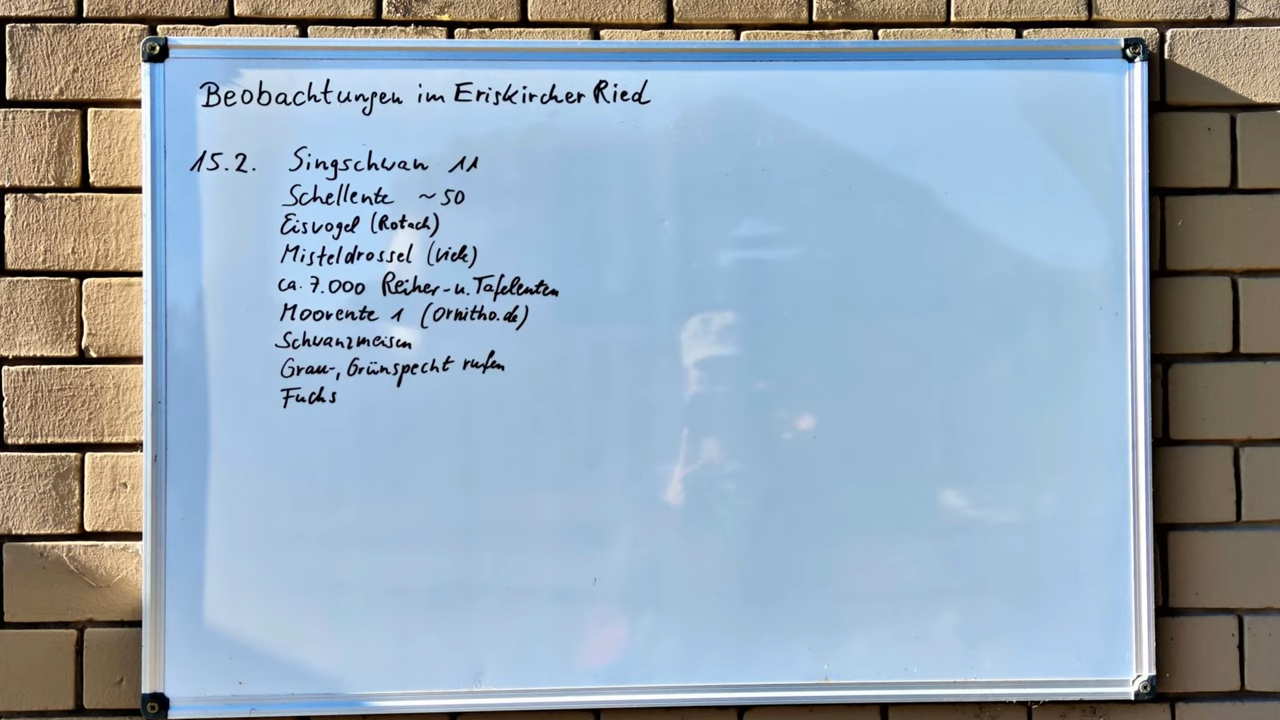 Beobachtungen im Eriskircher Ried
15.2. Singschwan 11
Schellente ~50
Eisvogel (Rotach)
Misteldrossel
ca. 7.000 Reiher- u. Tafelenten
Moorente 1 (Ornitho.de)
Schwanzmeisen
Grau-, Grünspecht rufen
Fuchs